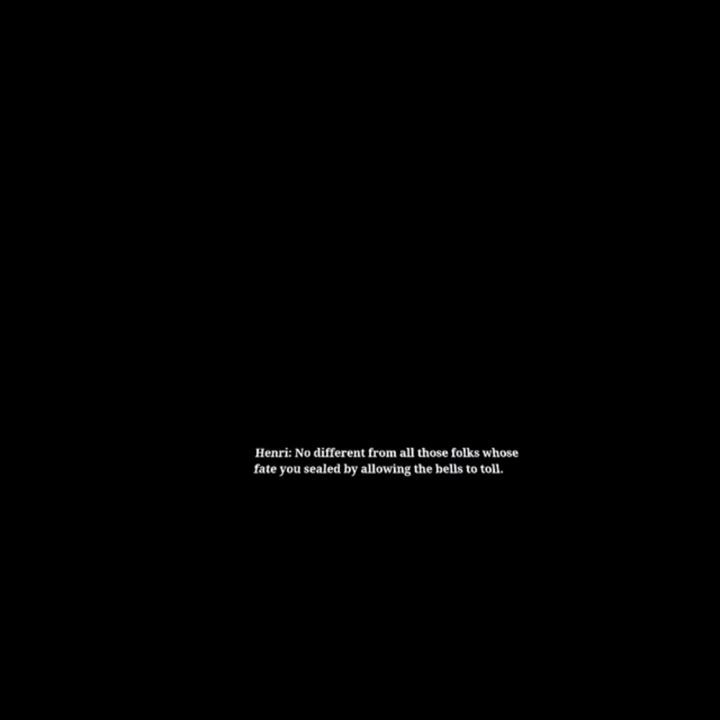 Henri: No different from all those folks whose
fate you sealed by allowing the bells to toll.